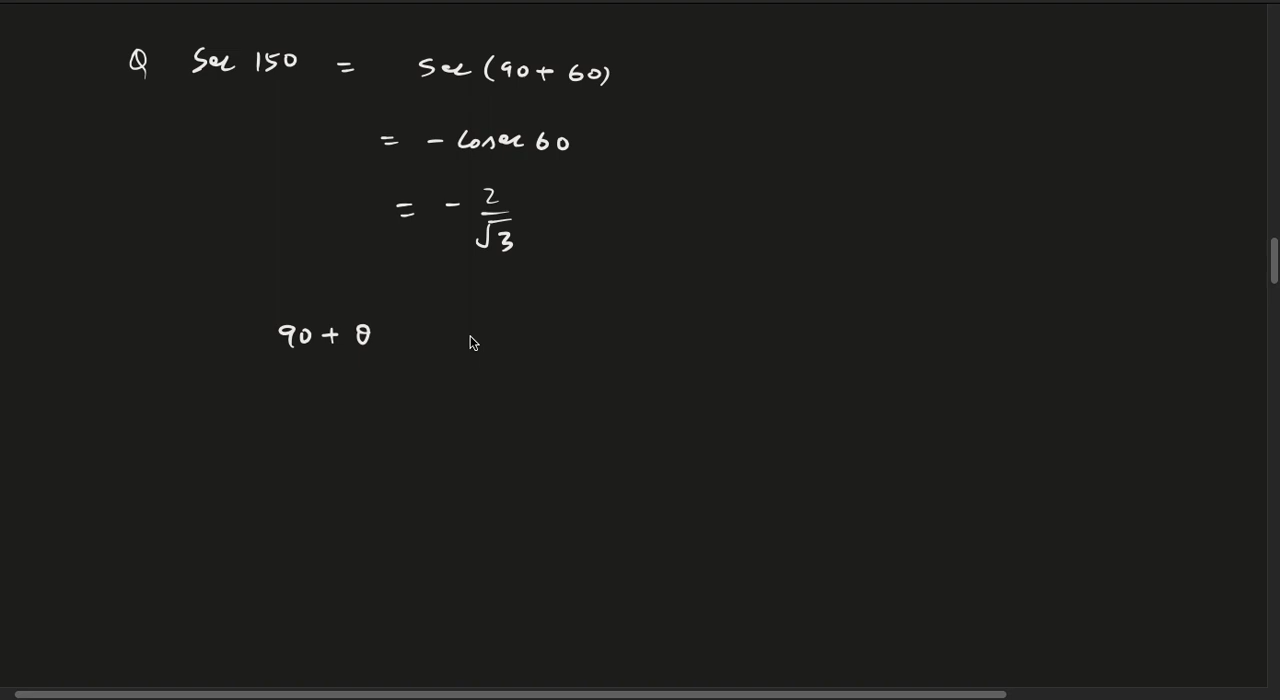 Q Sec 150 = Sec (90 + 60)
= - Cosec 60
= - 2/√3
90 + θ